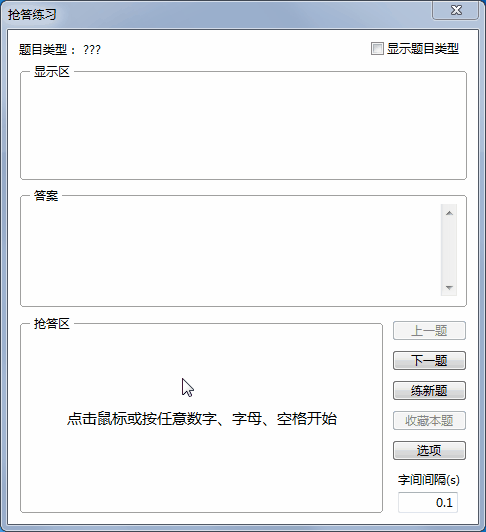 抢答练习
题目类型： ???
显示题目类型
显示区
答案
抢答区
上一题
下一题
练新题
点击鼠标或按任意数字、字母、空格开始
收藏本题
选项
字间间隔(s)
0.1